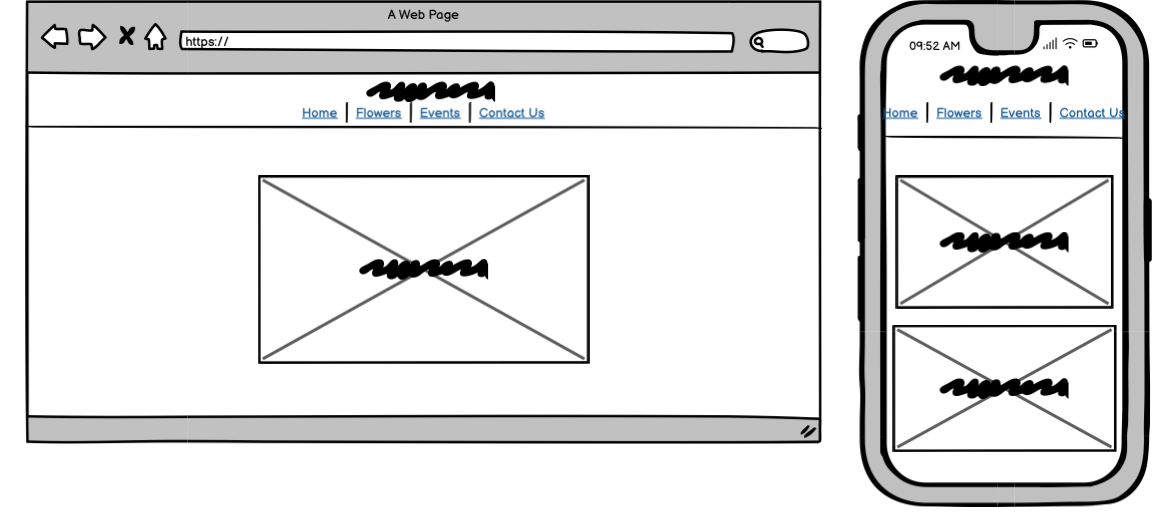 A Web Page
https://
Home | Flowers | Events | Contact Us
09:52 AM
Home | Flowers | Events | Contact Us